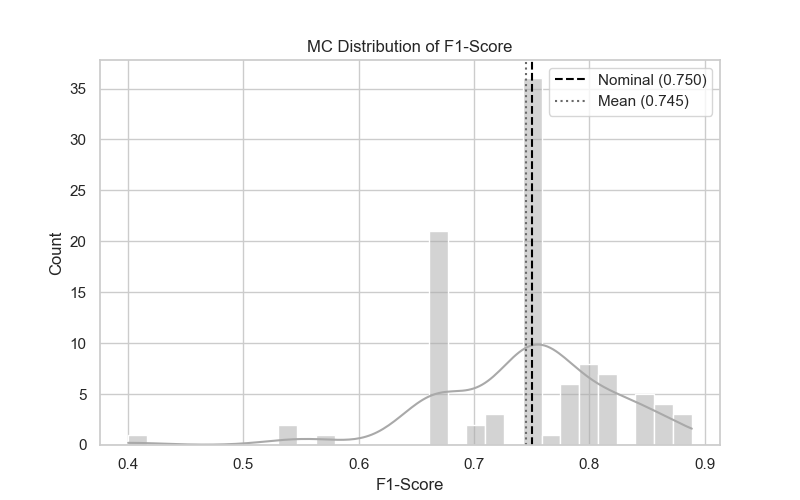 MC Distribution of F1-Score
Nominal (0.750)
Mean (0.745)
35
30
25
20
15
10
5
0
Count
0.4 0.5 0.6 0.7 0.8 0.9
F1-Score